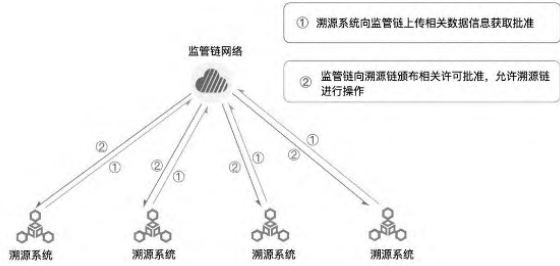 ① 溯源系统向监管链上传相关数据信息获取批准
监管链网络
② 监管链向溯源链颁布相关许可批准，允许溯源链
进行操作
① ①
② ② ① ②
② ①
① ①
溯源系统 溯源系统 溯源系统 溯源系统